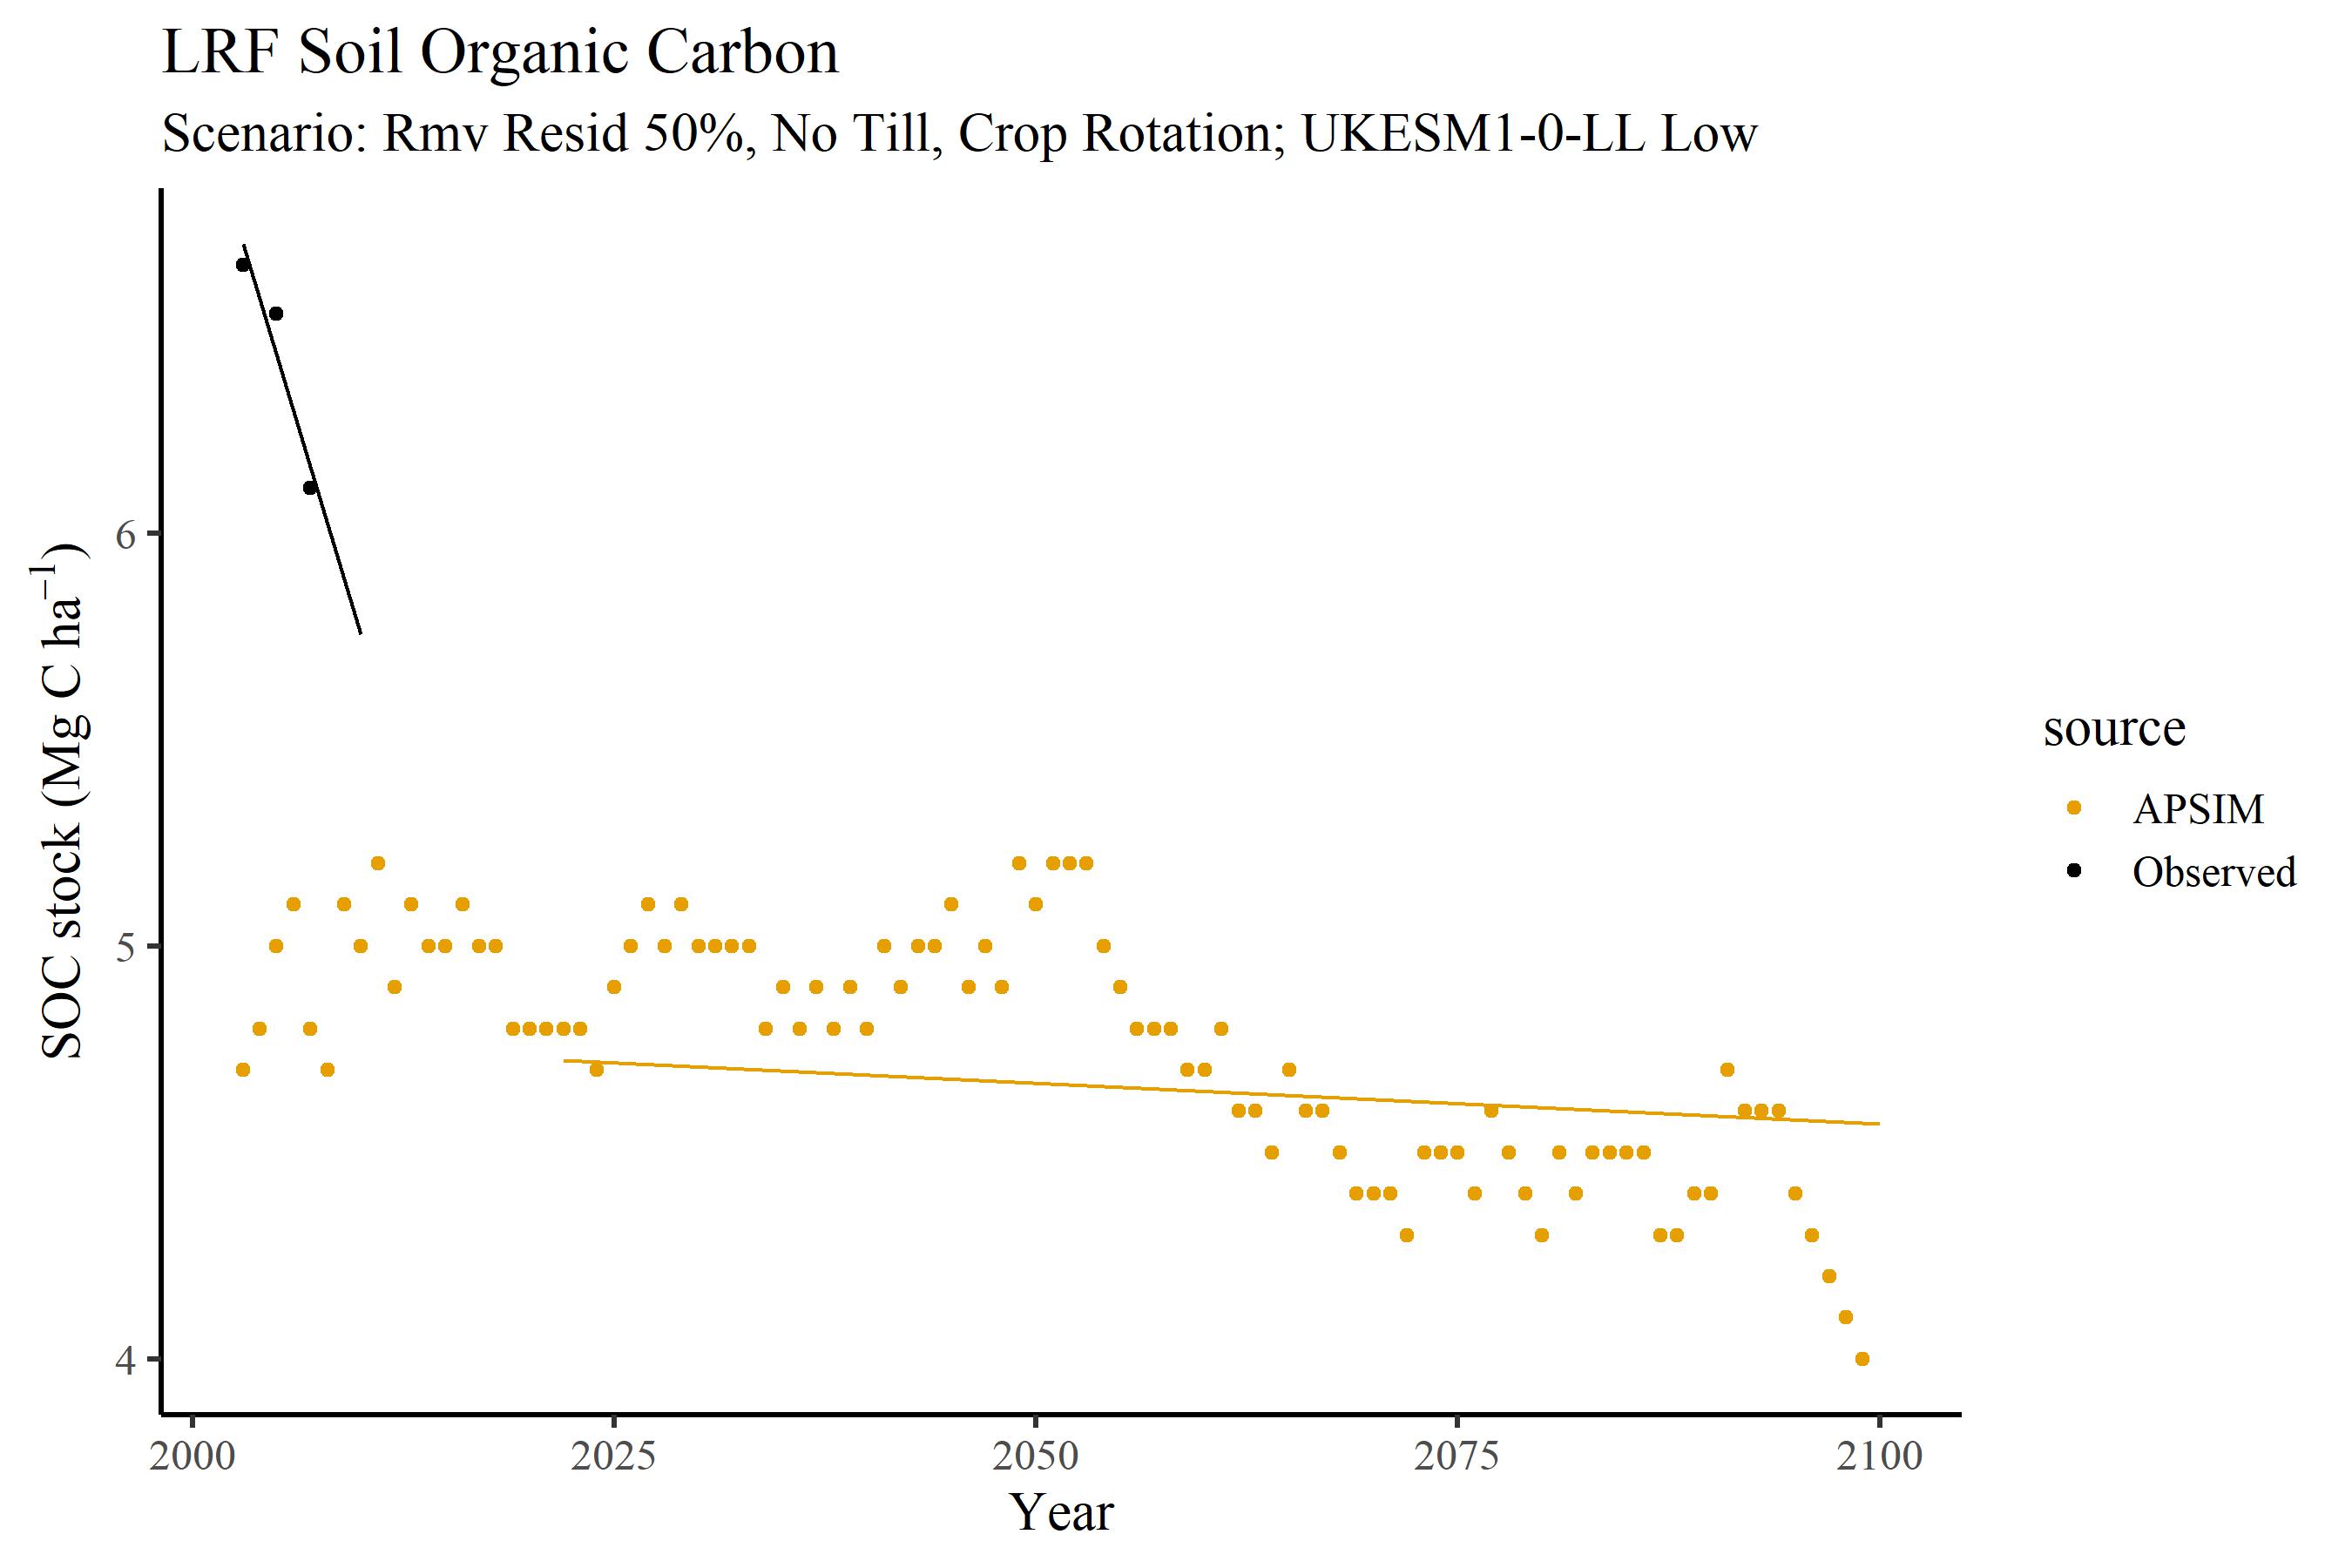 LRF Soil Organic Carbon
Scenario: Rmv Resid 50%, No Till, Crop Rotation; UKESM1-0-LL Low
SOC stock (Mg C ha⁻¹)
6
5
4
2000 2025 2050 2075 2100
Year
source
APSIM
Observed